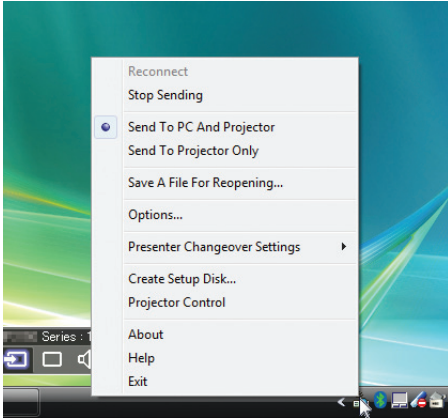 Reconnect
Stop Sending
Send To PC And Projector
Send To Projector Only
Save A File For Reopening...
Options...
Presenter Changeover Settings
Create Setup Disk...
Projector Control
About
Help
Exit
Series :